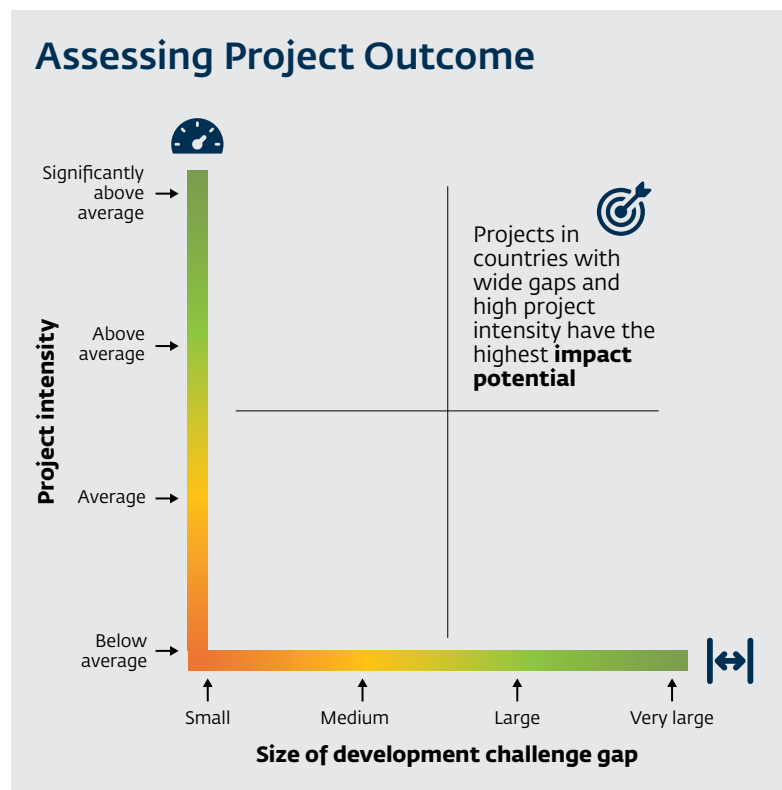 Assessing Project Outcome
Significantly
above
average
Above
average
Average
Below
average
Project intensity
Projects in
countries with
wide gaps and
high project
intensity have the
highest impact
potential
Small
Medium
Large
Very large
Size of development challenge gap